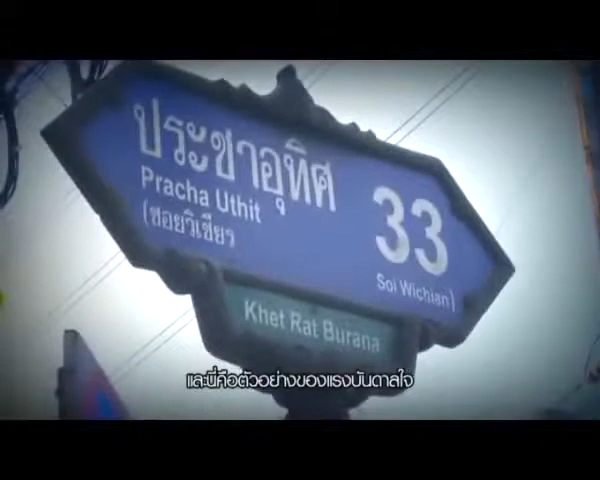 ประชาอุทิศ 33
Pracha Uthit
(ซอยวิเชียร Soi Wichian)
Khet Rat Burana
และนี่คือตัวอย่างของแรงบันดาลใจ